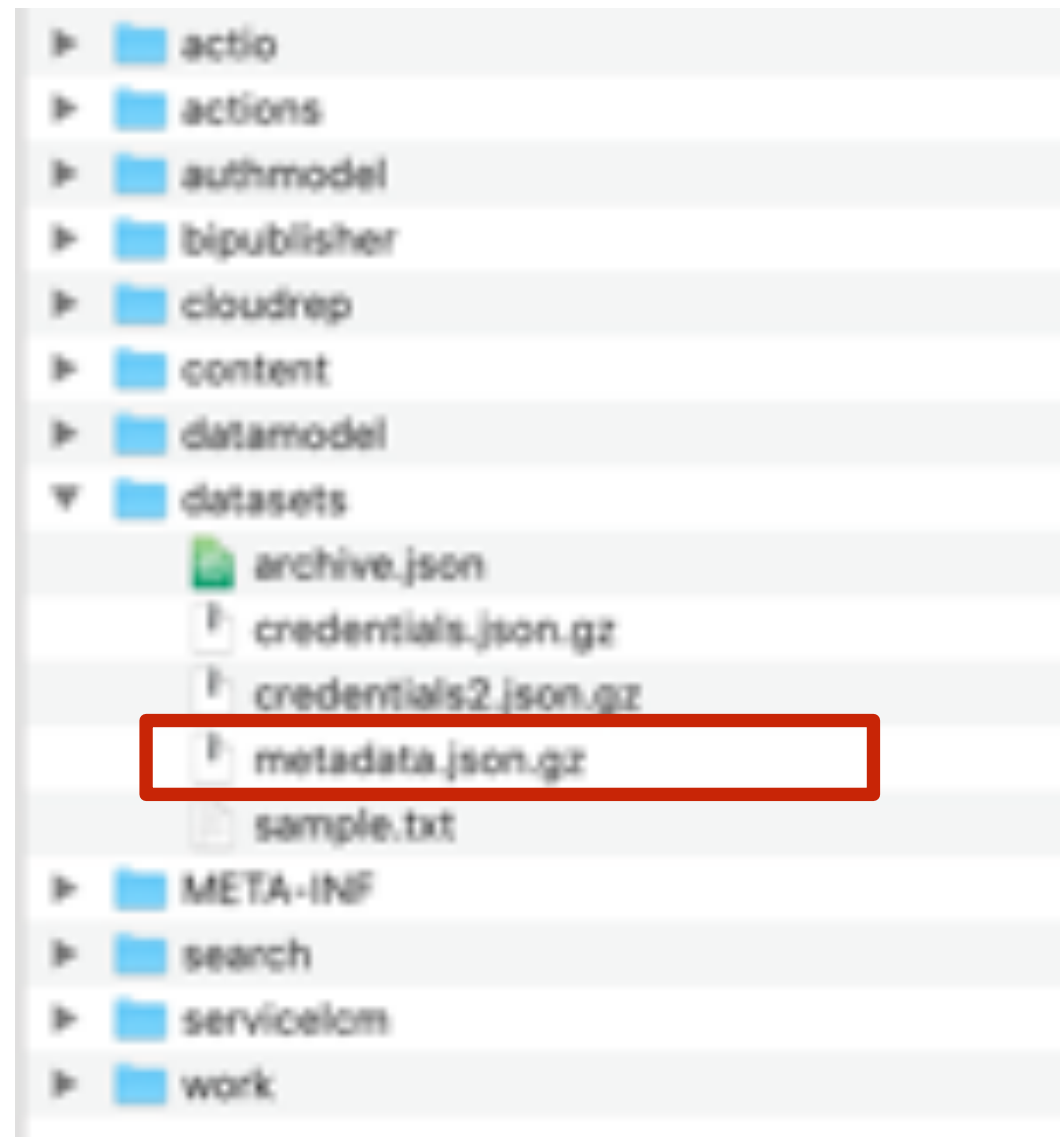 actio
actions
authmodel
bipublisher
cloudrep
content
datamodel
datasets
archive.json
credentials.json.gz
credentials2.json.gz
metadata.json.gz
sample.txt
META-INF
search
servicelcm
work